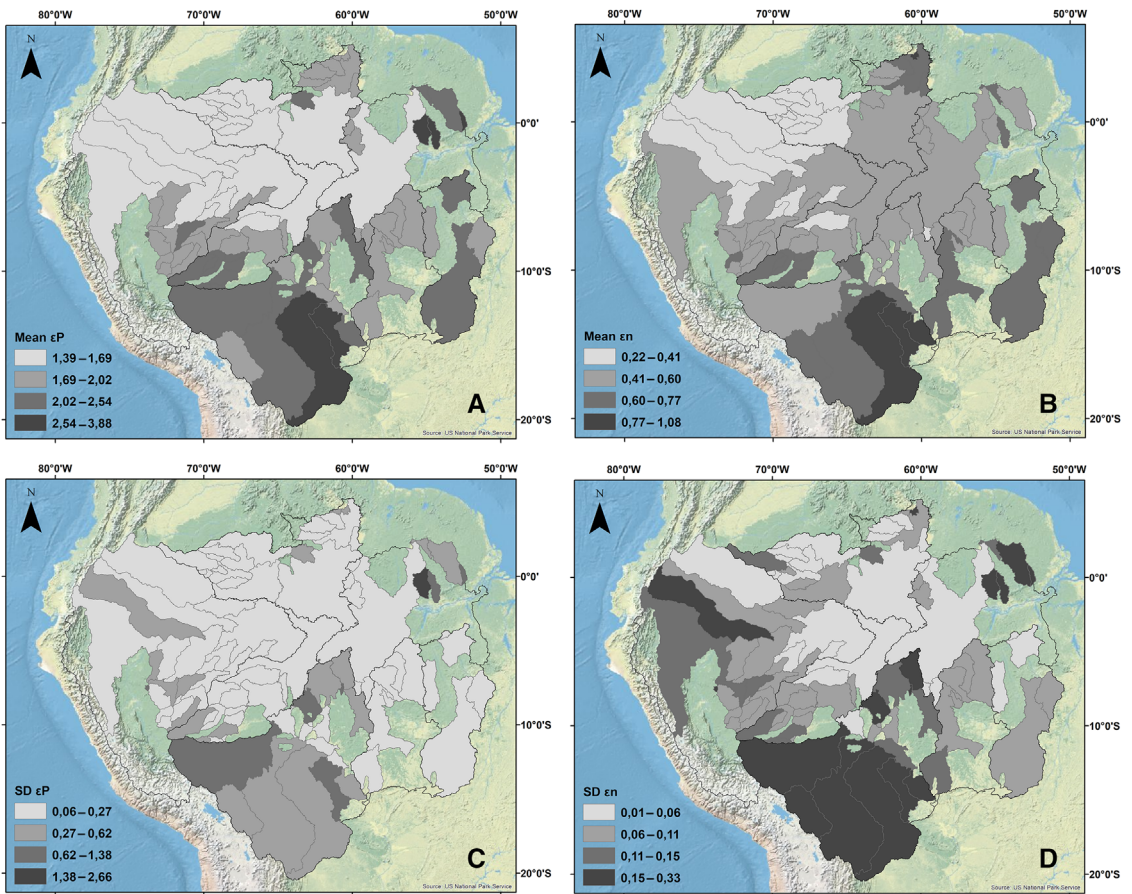 80°0'W 70°0'W 60°0'W 50°0'W
N
0°0'
10°0'S
20°0'S
Mean εP
1,39 – 1,69
1,69 – 2,02
2,02 – 2,54
2,54 – 3,88
A
Source: US National Park Service
80°0'W 70°0'W 60°0'W 50°0'W
N
0°0'
10°0'S
20°0'S
Mean εn
0,22 – 0,41
0,41 – 0,60
0,60 – 0,77
0,77 – 1,08
B
Source: US National Park Service
80°0'W 70°0'W 60°0'W 50°0'W
N
0°0'
10°0'S
20°0'S
SD εP
0,06 – 0,27
0,27 – 0,62
0,62 – 1,38
1,38 – 2,66
C
Source: US National Park Service
80°0'W 70°0'W 60°0'W 50°0'W
N
0°0'
10°0'S
20°0'S
SD εn
0,01 – 0,06
0,06 – 0,11
0,11 – 0,15
0,15 – 0,33
D
Source: US National Park Service